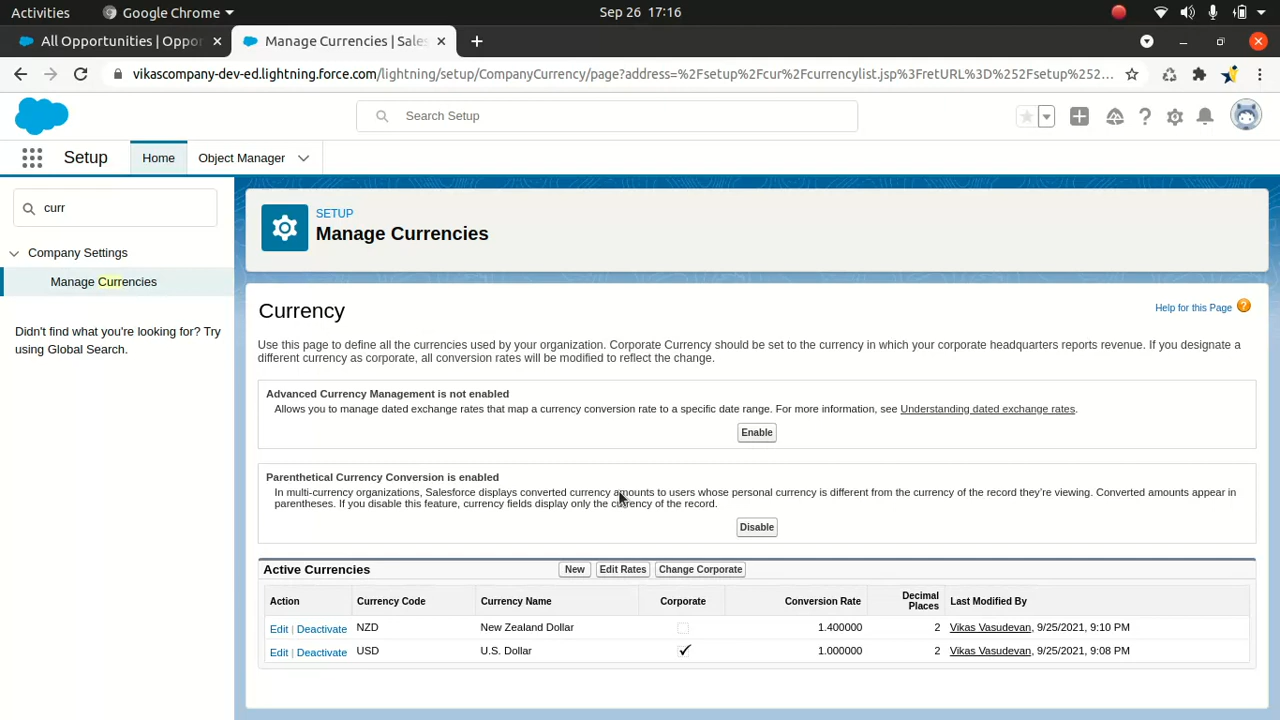 Activities
Google Chrome
Sep 26 17:16
All Opportunities | Oppor
Manage Currencies | Sales
vikascompany-dev-ed.lightning.force.com/lightning/setup/CompanyCurrency/page?address=%2Fsetup%2Fcur%2Fcurrencylist.jsp%3FretURL%3D%252Fsetup%252...
Search Setup
Setup
Home
Object Manager
curr
Company Settings
Manage Currencies
Didn't find what you're looking for? Try
using Global Search.
SETUP
Manage Currencies
Currency
Help for this Page
Use this page to define all the currencies used by your organization. Corporate Currency should be set to the currency in which your corporate headquarters reports revenue. If you designate a
different currency as corporate, all conversion rates will be modified to reflect the change.
Advanced Currency Management is not enabled
Allows you to manage dated exchange rates that map a currency conversion rate to a specific date range. For more information, see Understanding dated exchange rates.
Enable
Parenthetical Currency Conversion is enabled
In multi-currency organizations, Salesforce displays converted currency amounts to users whose personal currency is different from the currency of the record they're viewing. Converted amounts appear in
parentheses. If you disable this feature, currency fields display only the currency of the record.
Disable
Active Currencies New Edit Rates Change Corporate
Action Currency Code Currency Name Corporate Conversion Rate Decimal Places Last Modified By
Edit | Deactivate NZD New Zealand Dollar 1.400000 2 Vikas Vasudevan, 9/25/2021, 9:10 PM
Edit | Deactivate USD U.S. Dollar 1.000000 2 Vikas Vasudevan, 9/25/2021, 9:08 PM